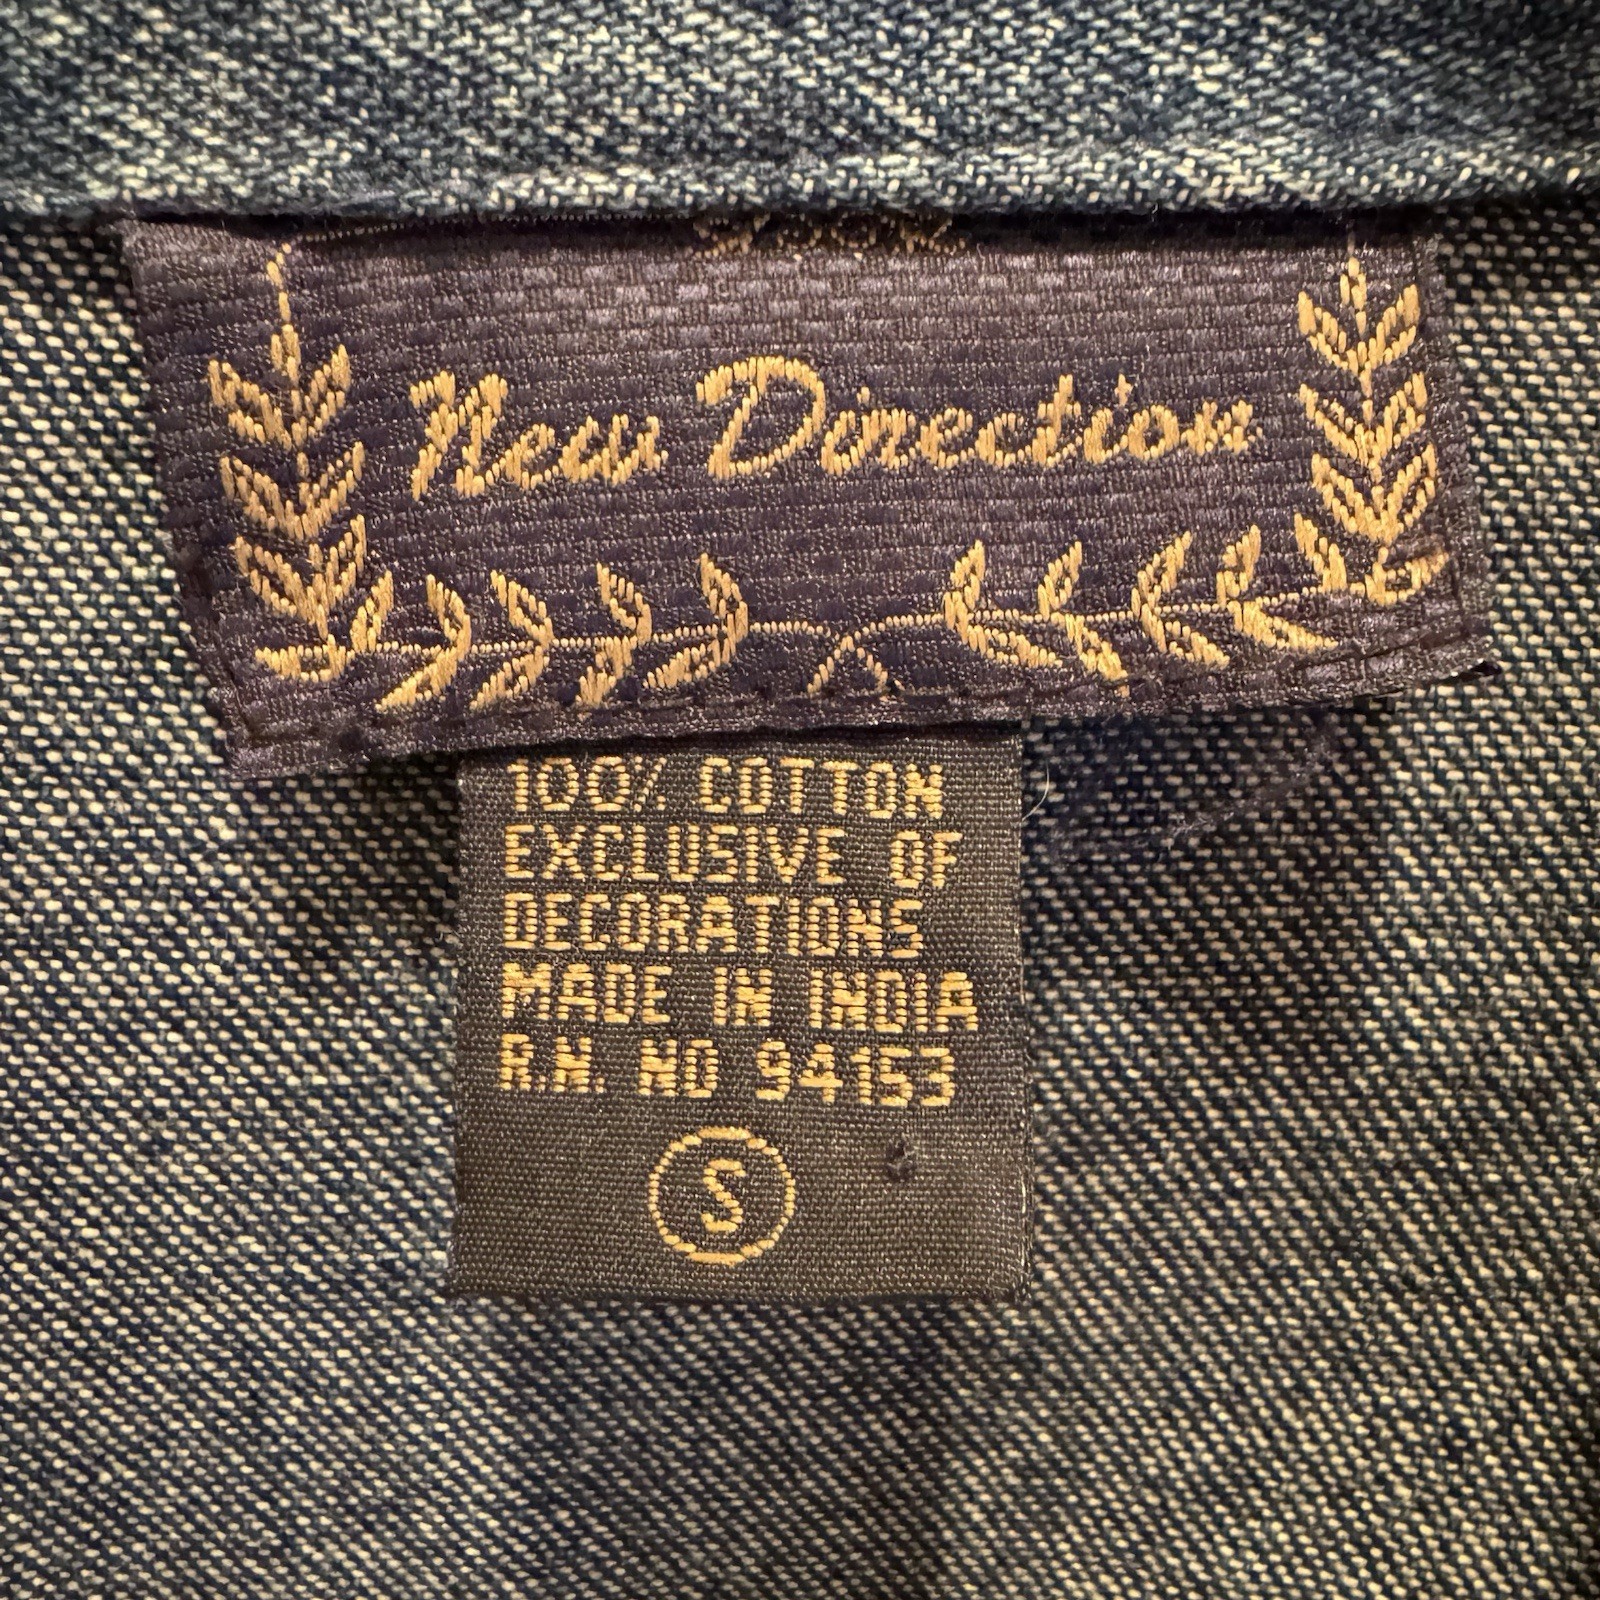 New Direction
100% COTTON
EXCLUSIVE OF
DECORATIONS
MADE IN INDIA
R.N. NO 94153
S